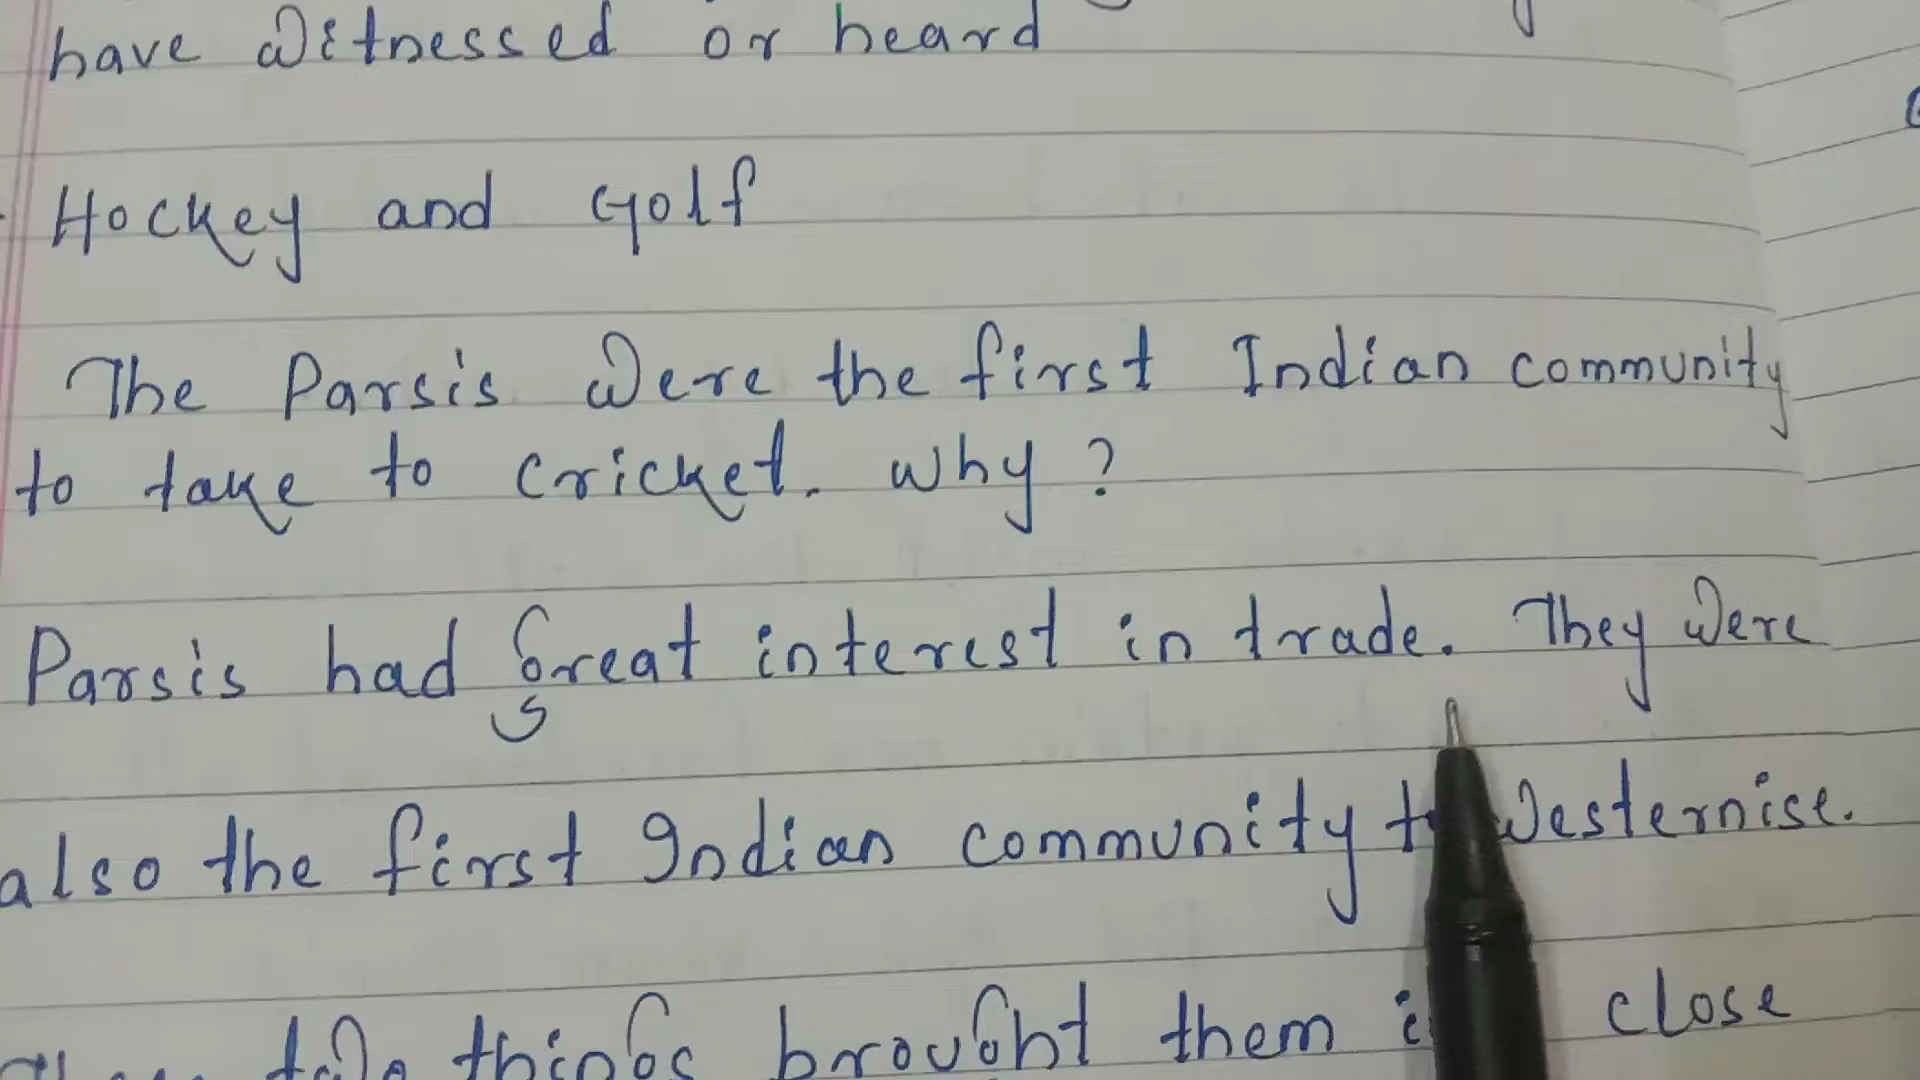 have witnessed or heard
Hockey and Golf
The Parsis were the first Indian community
to take to cricket. why?
Parsis had great interest in trade. They were
also the first Indian community to Westernise.
two things brought them in close